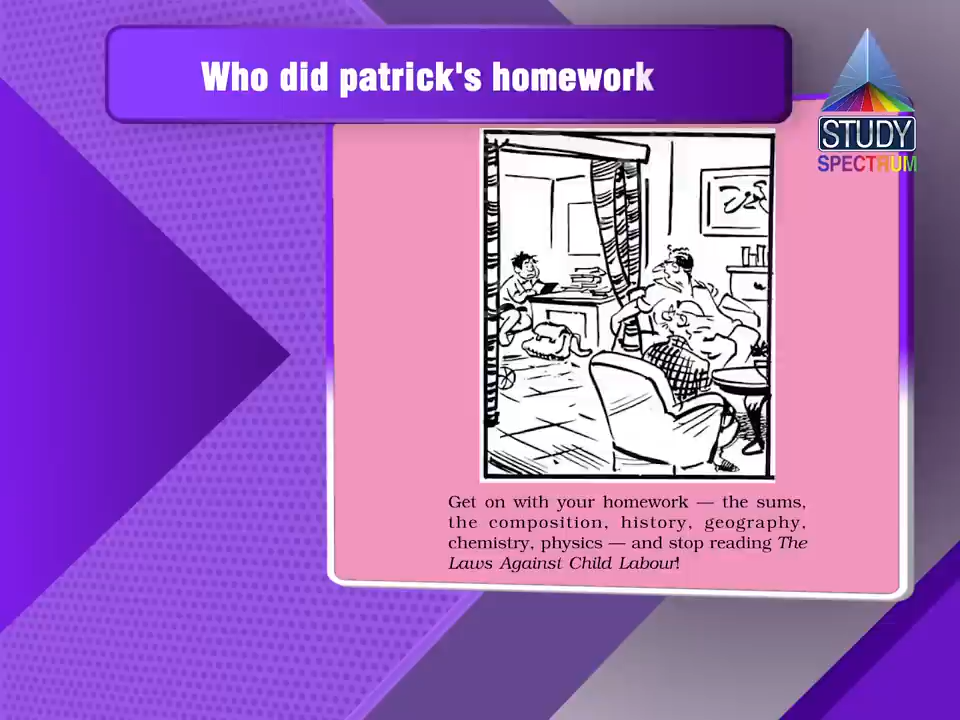 Who did patrick's homework
STUDY
SPECTRUM
Get on with your homework — the sums,
the composition, history, geography,
chemistry, physics — and stop reading The
Laws Against Child Labour!